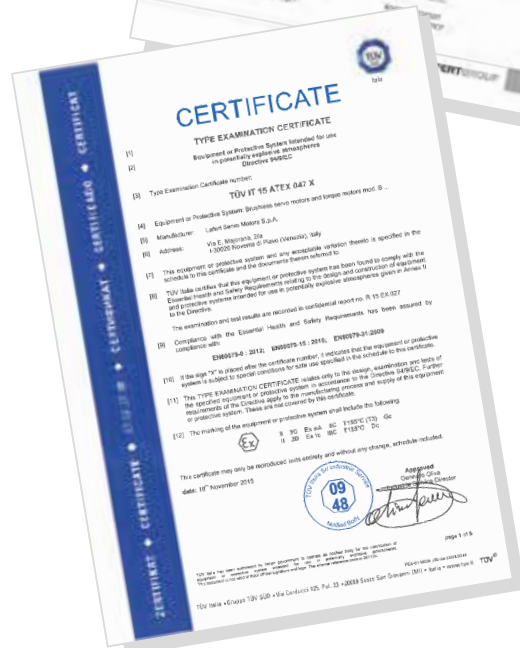 TÜV
Italia
CERTIFICATE
TYPE EXAMINATION CERTIFICATE
[1]
[2] Equipment or Protective System intended for use
in potentially explosive atmospheres
Directive 94/9/EC
[3] Type Examination Certificate number:
TÜV IT 15 ATEX 047 X
[4] Equipment or Protective System: Brushless servo motors and torque motors mod. B ...
[5] Manufacturer: Lafert Servo Motors S.p.A.
[6] Address: Via E. Majorana, 2/a
I-30020 Noventa di Piave (Venezia), Italy
[7] This equipment or protective system and any acceptable variation thereto is specified in the
schedule to this certificate and the documents therein referred to.
[8] TÜV Italia certifies that this equipment or protective system has been found to comply with the
Essential Health and Safety Requirements relating to the design and construction of equipment
and protective systems intended for use in potentially explosive atmospheres given in Annex II
to the Directive.
The examination and test results are recorded in confidential report no. R 15 EX 027
[9] Compliance with the Essential Health and Safety Requirements has been assured by
compliance with:
EN60079-0 : 2012; EN60079-15 : 2010; EN60079-31:2009
[10] If the sign "X" is placed after the certificate number, it indicates that the equipment or protective
system is subject to special conditions for safe use specified in the schedule to this certificate.
[11] This TYPE EXAMINATION CERTIFICATE relates only to the design, examination and tests of
the specified equipment or protective system in accordance to the Directive 94/9/EC. Further
requirements of the Directive apply to the manufacturing process and supply of this equipment
or protective system. These are not covered by this certificate.
[12] The marking of the equipment or protective system shall include the following:
II 3G Ex nA IIC T155°C (T3) Gc
II 3D Ex tc IIIC T155°C Dc
This certificate may only be reproduced in its entirety and without any change, schedule included.
date: 18th November 2015
TÜV Italia Srl Industrie Service
09
48
Notified Body
Approved
Industrie Service Director
page 1 of 5
TÜV Italia • Gruppo TÜV SÜD • Via Carducci 125, Pal. 23 • 20099 Sesto San Giovanni (MI) • Italia • www.tuv.it TÜV®
ZERTIFIKAT ◆ CERTIFICATE ◆
◆ CERTIFICADO ◆ CERTIFICAT